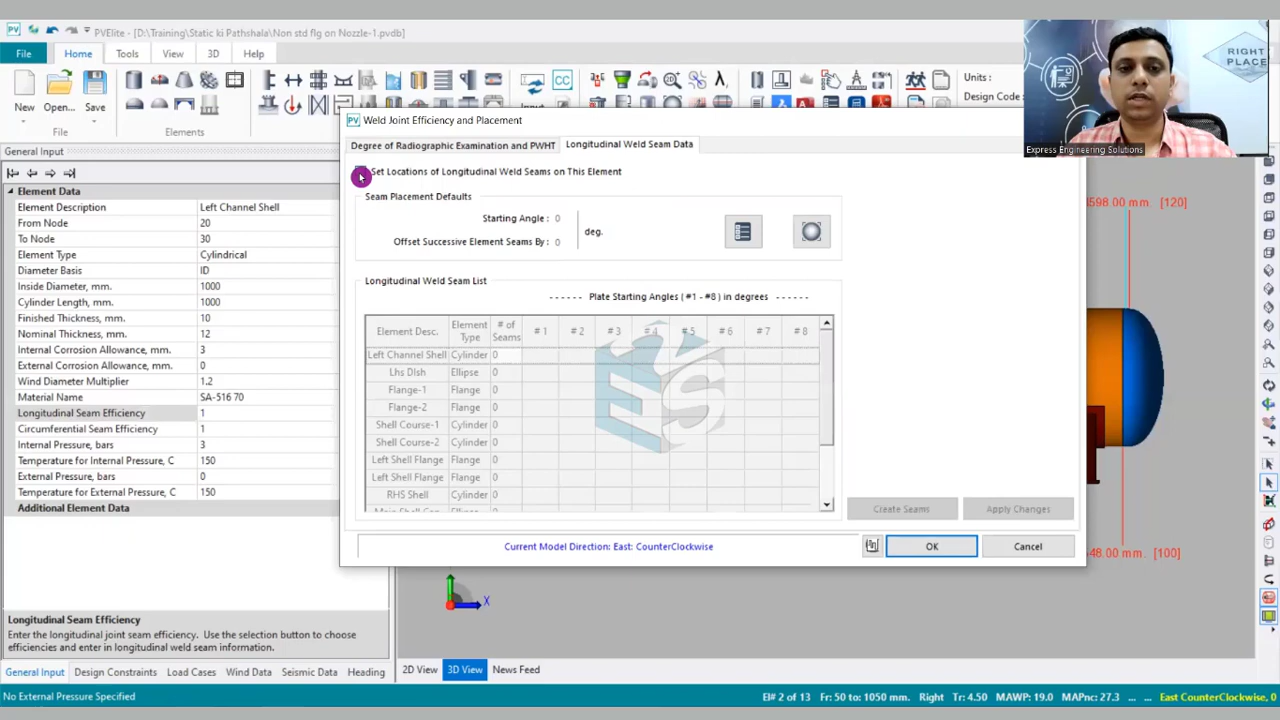 PVElite - [D:\Training\Static ki Pathshala\Non std flg on Nozzle-1.pvdb]
File Home Tools View 3D Help
New Open... Save
File
Elements
Input
Units :
Design Code :
RIGHT
PLACE
Express Engineering Solutions
General Input
Element Data
Element Description Left Channel Shell
From Node 20
To Node 30
Element Type Cylindrical
Diameter Basis ID
Inside Diameter, mm. 1000
Cylinder Length, mm. 1000
Finished Thickness, mm. 10
Nominal Thickness, mm. 12
Internal Corrosion Allowance, mm. 3
External Corrosion Allowance, mm. 0
Wind Diameter Multiplier 1.2
Material Name SA-516 70
Longitudinal Seam Efficiency 1
Circumferential Seam Efficiency 1
Internal Pressure, bars 3
Temperature for Internal Pressure, C 150
External Pressure, bars 0
Temperature for External Pressure, C 150
Additional Element Data
Longitudinal Seam Efficiency
Enter the longitudinal joint seam efficiency. Use the selection button to choose
efficiencies and enter in longitudinal weld seam information.
General Input Design Constraints Load Cases Wind Data Seismic Data Heading
No External Pressure Specified
Weld Joint Efficiency and Placement
Degree of Radiographic Examination and PWHT Longitudinal Weld Seam Data
Set Locations of Longitudinal Weld Seams on This Element
Seam Placement Defaults
Starting Angle : 0
deg.
Offset Successive Element Seams By : 0
Longitudinal Weld Seam List
------ Plate Starting Angles ( #1 - #8 ) in degrees ------
Element Desc. Element Type # of Seams # 1 # 2 # 3 # 4 # 5 # 6 # 7 # 8
Left Channel Shell Cylinder 0
Lhs DIsh Ellipse 0
Flange-1 Flange 0
Flange-2 Flange 0
Shell Course-1 Cylinder 0
Shell Course-2 Cylinder 0
Left Shell Flange Flange 0
Left Shell Flange Flange 0
RHS Shell Cylinder 0
Create Seams Apply Changes
Current Model Direction: East: CounterClockwise
OK Cancel
598 mm. [120]
48.00 mm. [100]
X
2D View 3D View News Feed
El# 2 of 13 Fr: 50 to: 1050 mm. Right Tr: 4.50 MAWP: 19.0 MAPnc: 27.3 ... ... East CounterClockwise, 0